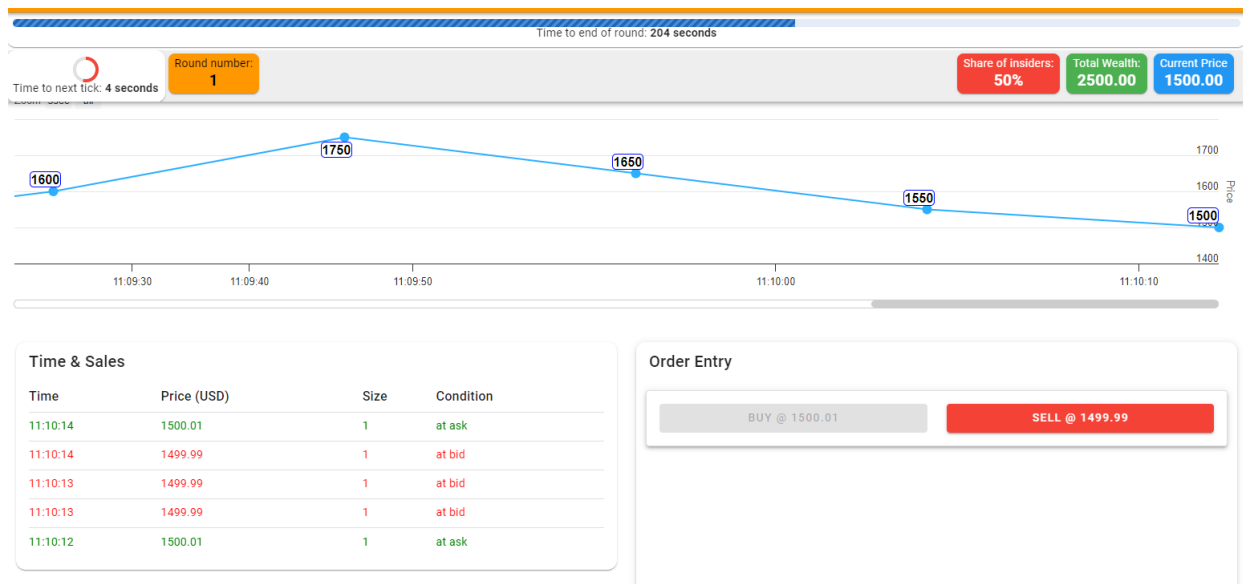 Time to end of round: 204 seconds
Time to next tick: 4 seconds
Round number:
1
Share of insiders:
50%
Total Wealth:
2500.00
Current Price
1500.00
Zoom 55sec all
1600
1750
1650
1550
1500
1700
1600
1500
1400
Price
11:09:30 11:09:40 11:09:50 11:10:00 11:10:10
Time & Sales
Time Price (USD) Size Condition
11:10:14 1500.01 1 at ask
11:10:14 1499.99 1 at bid
11:10:13 1499.99 1 at bid
11:10:13 1499.99 1 at bid
11:10:12 1500.01 1 at ask
Order Entry
BUY @ 1500.01 SELL @ 1499.99